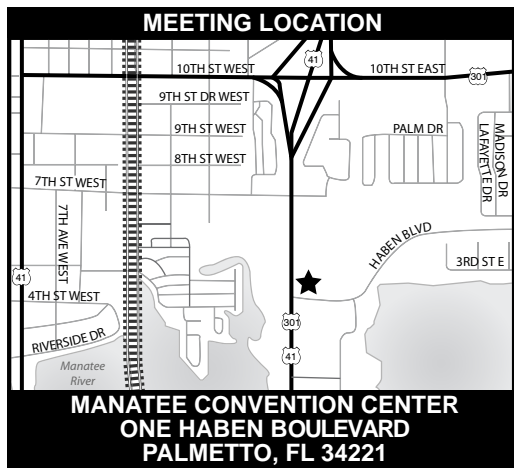 MEETING LOCATION
41
10TH ST WEST
10TH ST EAST
301
9TH ST DR WEST
9TH ST WEST
PALM DR
MADISON DR
LAFAYETTE DR
8TH ST WEST
7TH ST WEST
7TH AVE WEST
HABEN BLVD
3RD ST E
41
4TH ST WEST
301
RIVERSIDE DR
41
Manatee
River
MANATEE CONVENTION CENTER
ONE HABEN BOULEVARD
PALMETTO, FL 34221